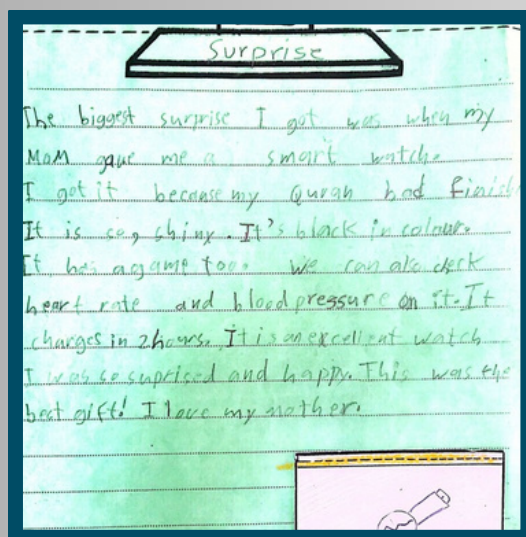 Surprise
The biggest surprise I got was when my
MOM gave me a smart watch.
I got it because my Quran had finish
It is so, shiny. It's black in colour.
It has a game too. We can also check
heart rate and blood pressure on it. It
charges in 2 hours. It is an excellent watch
I was so suprised and happy. This was the
best gift! I love my mother.